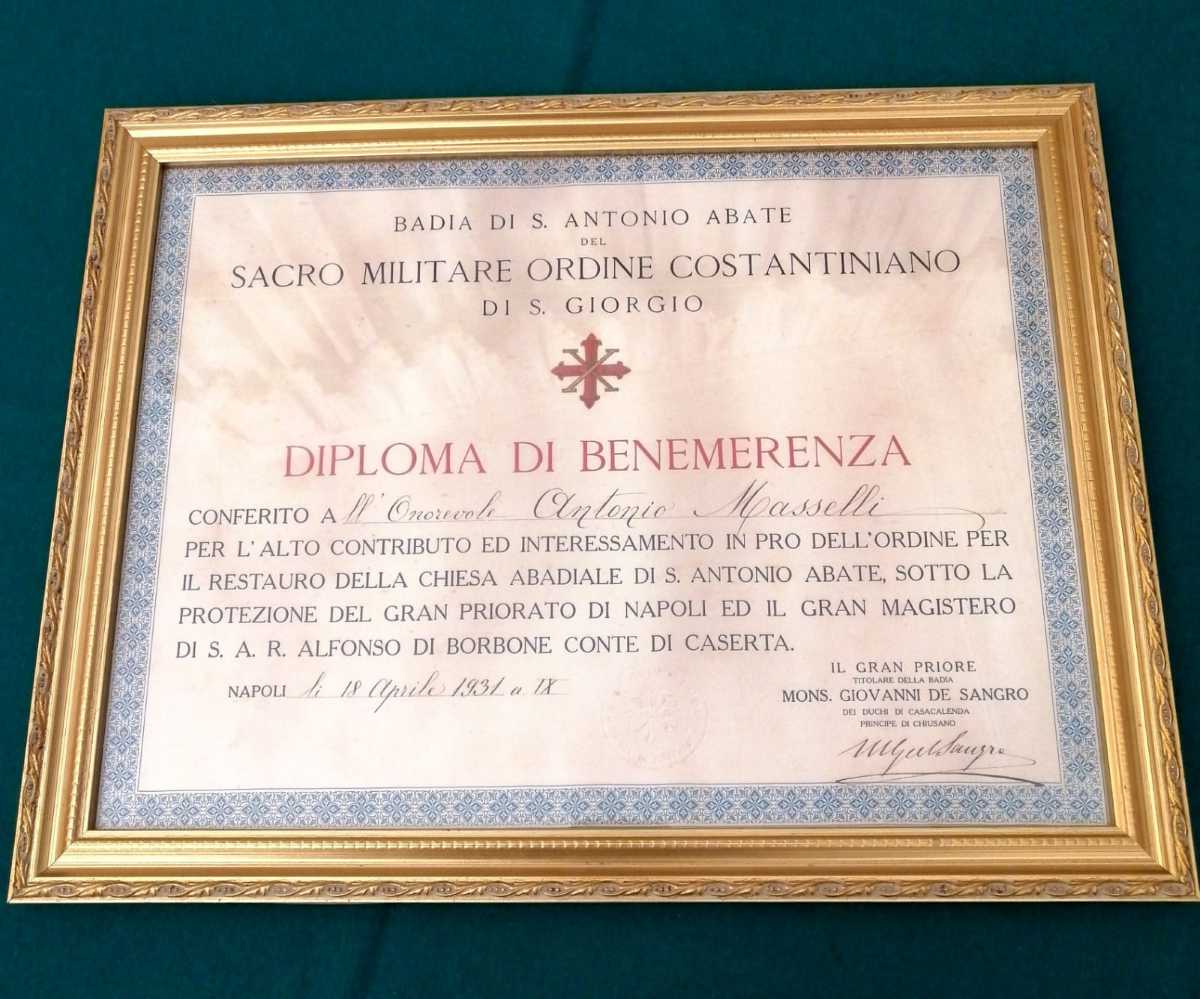 BADIA DI S. ANTONIO ABATE
DEL
SACRO MILITARE ORDINE COSTANTINIANO
DI S. GIORGIO
DIPLOMA DI BENEMERENZA
CONFERITO A ll' Onorevole Antonio Masselli
PER L'ALTO CONTRIBUTO ED INTERESSAMENTO IN PRO DELL'ORDINE PER
IL RESTAURO DELLA CHIESA ABADIALE DI S. ANTONIO ABATE, SOTTO LA
PROTEZIONE DEL GRAN PRIORATO DI NAPOLI ED IL GRAN MAGISTERO
DI S. A. R. ALFONSO DI BORBONE CONTE DI CASERTA.
NAPOLI li 18 Aprile 1931 a IX
IL GRAN PRIORE
TITOLARE DELLA BADIA
MONS. GIOVANNI DE SANGRO
DEI DUCHI DI CASACALENDA
PRINCIPE DI CHIUSANO